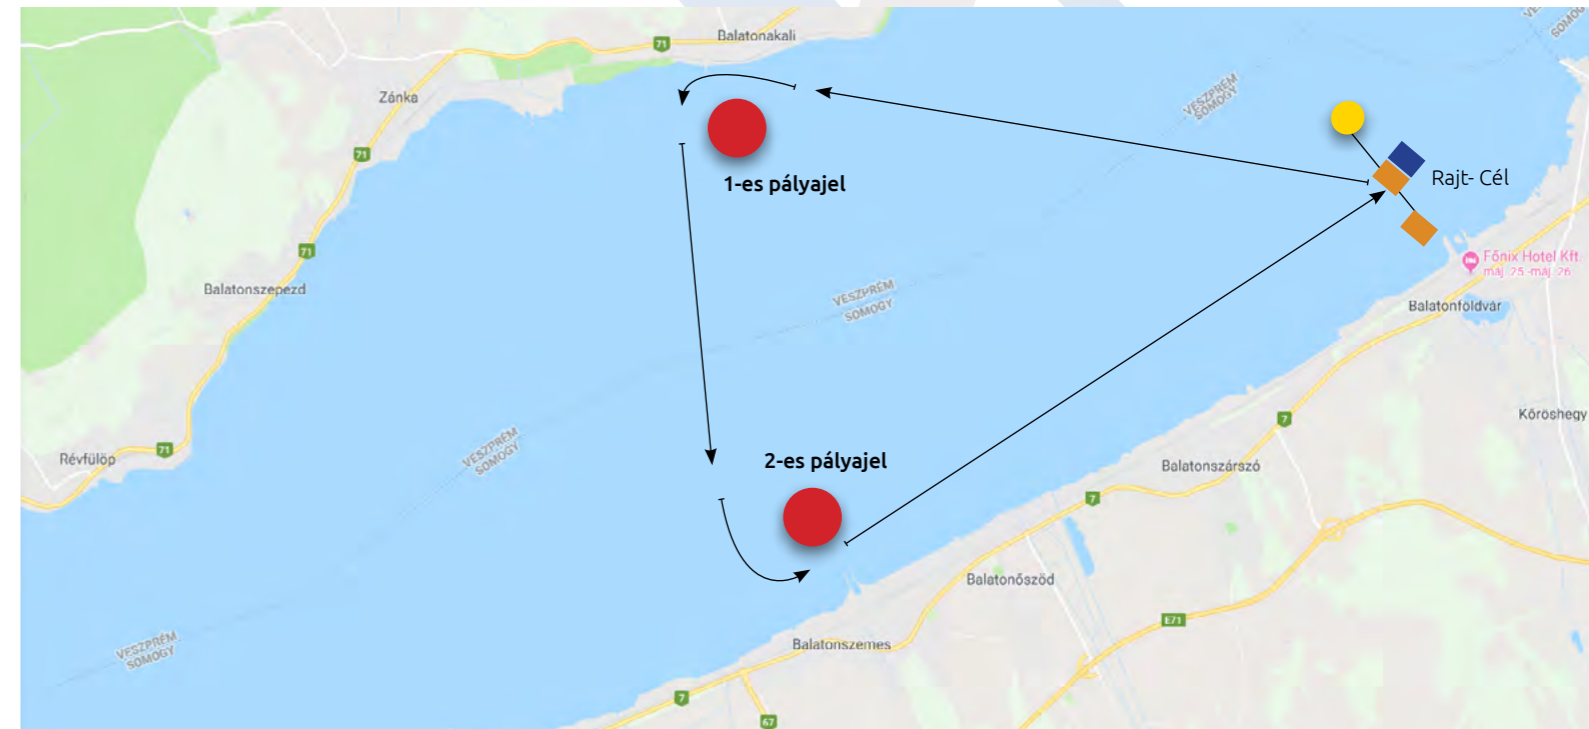 Balatonakali
71
Zánka
71
71
Balatonszepezd
71
Révfülöp
VESZPRÉM
SOMOGY
VESZPRÉM
SOMOGY
VESZPRÉM
SOMOGY
VESZPRÉM
SOMOGY
SOMOGY
1-es pályajel
2-es pályajel
Rajt- Cél
Főnix Hotel Kft.
máj. 25.-máj. 26.
Balatonföldvár
Kőröshegy
7
Balatonszárszó
7
Balatonőszöd
E71
Balatonszemes
7
67